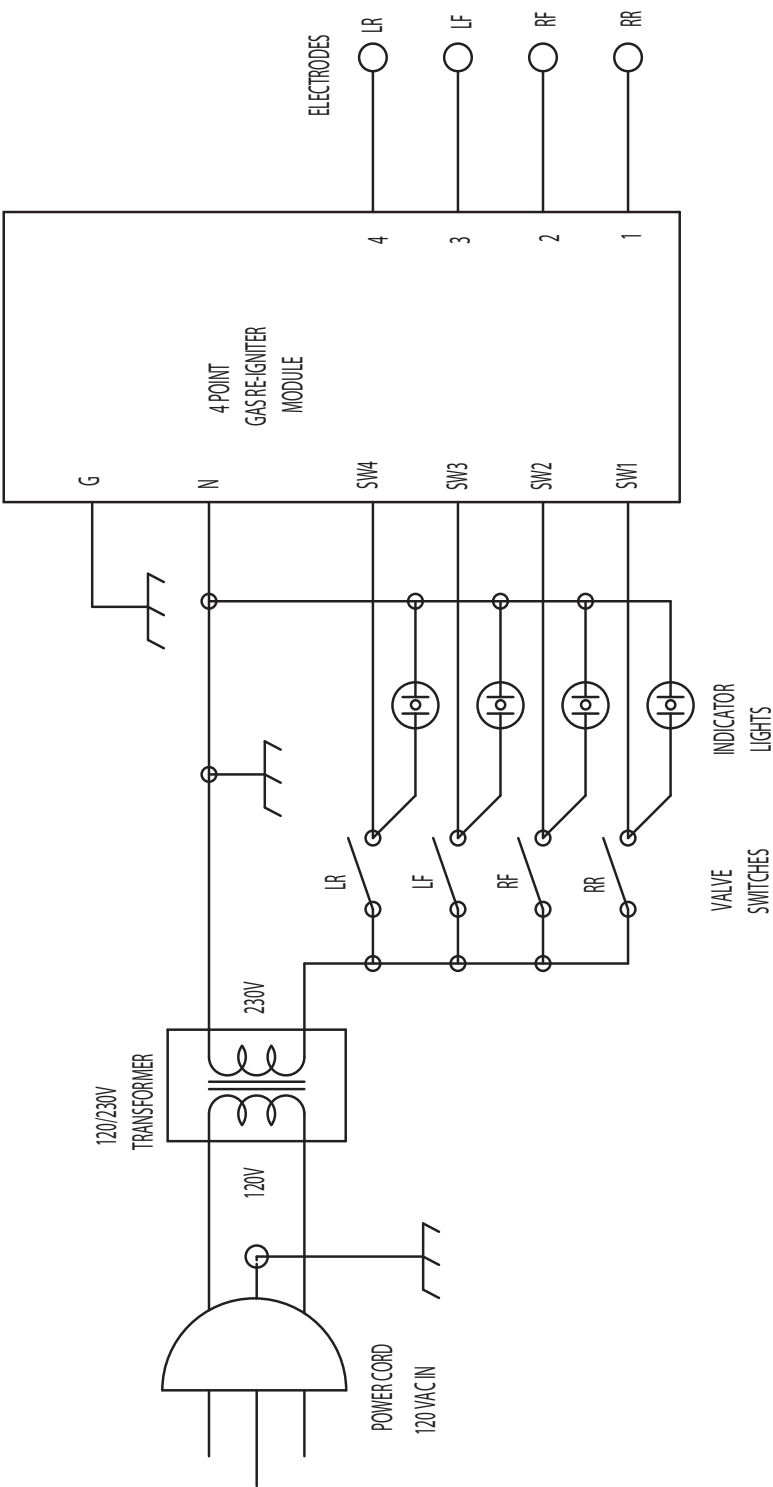 ELECTRODES
LR
LF
RF
RR
4 POINT
GAS RE-IGNITER
MODULE
4
3
2
1
G
N
SW4
SW3
SW2
SW1
INDICATOR
LIGHTS
LR
LF
RF
RR
VALVE
SWITCHES
120/230V
TRANSFORMER
230V
120V
POWER CORD
120 VAC IN